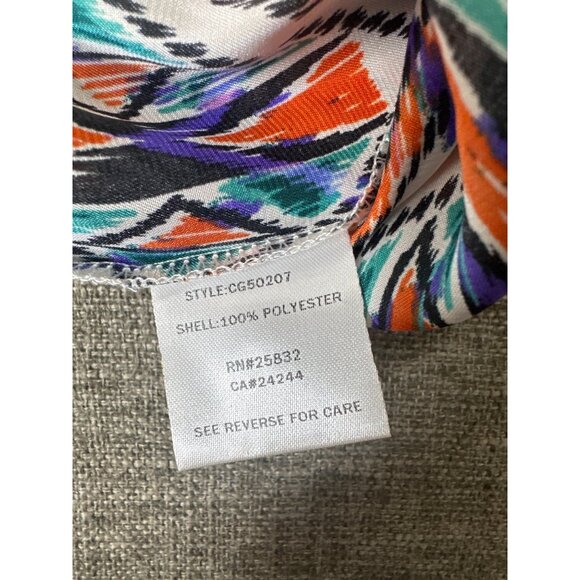 STYLE:CG50207
SHELL:100% POLYESTER
RN#25832
CA#24244
SEE REVERSE FOR CARE